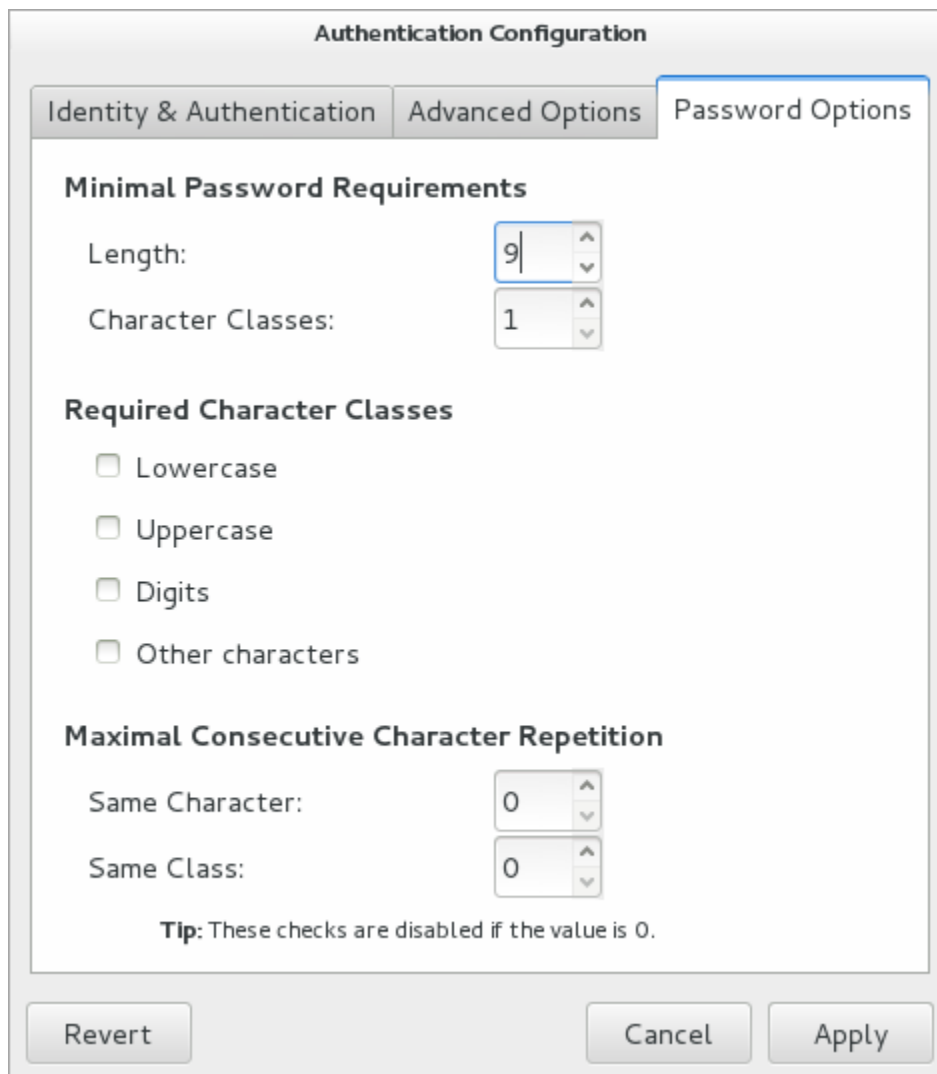 Authentication Configuration
Identity & Authentication
Advanced Options
Password Options
Minimal Password Requirements
Length: 9
Character Classes: 1
Required Character Classes
Lowercase
Uppercase
Digits
Other characters
Maximal Consecutive Character Repetition
Same Character: 0
Same Class: 0
Tip: These checks are disabled if the value is 0.
Revert
Cancel
Apply